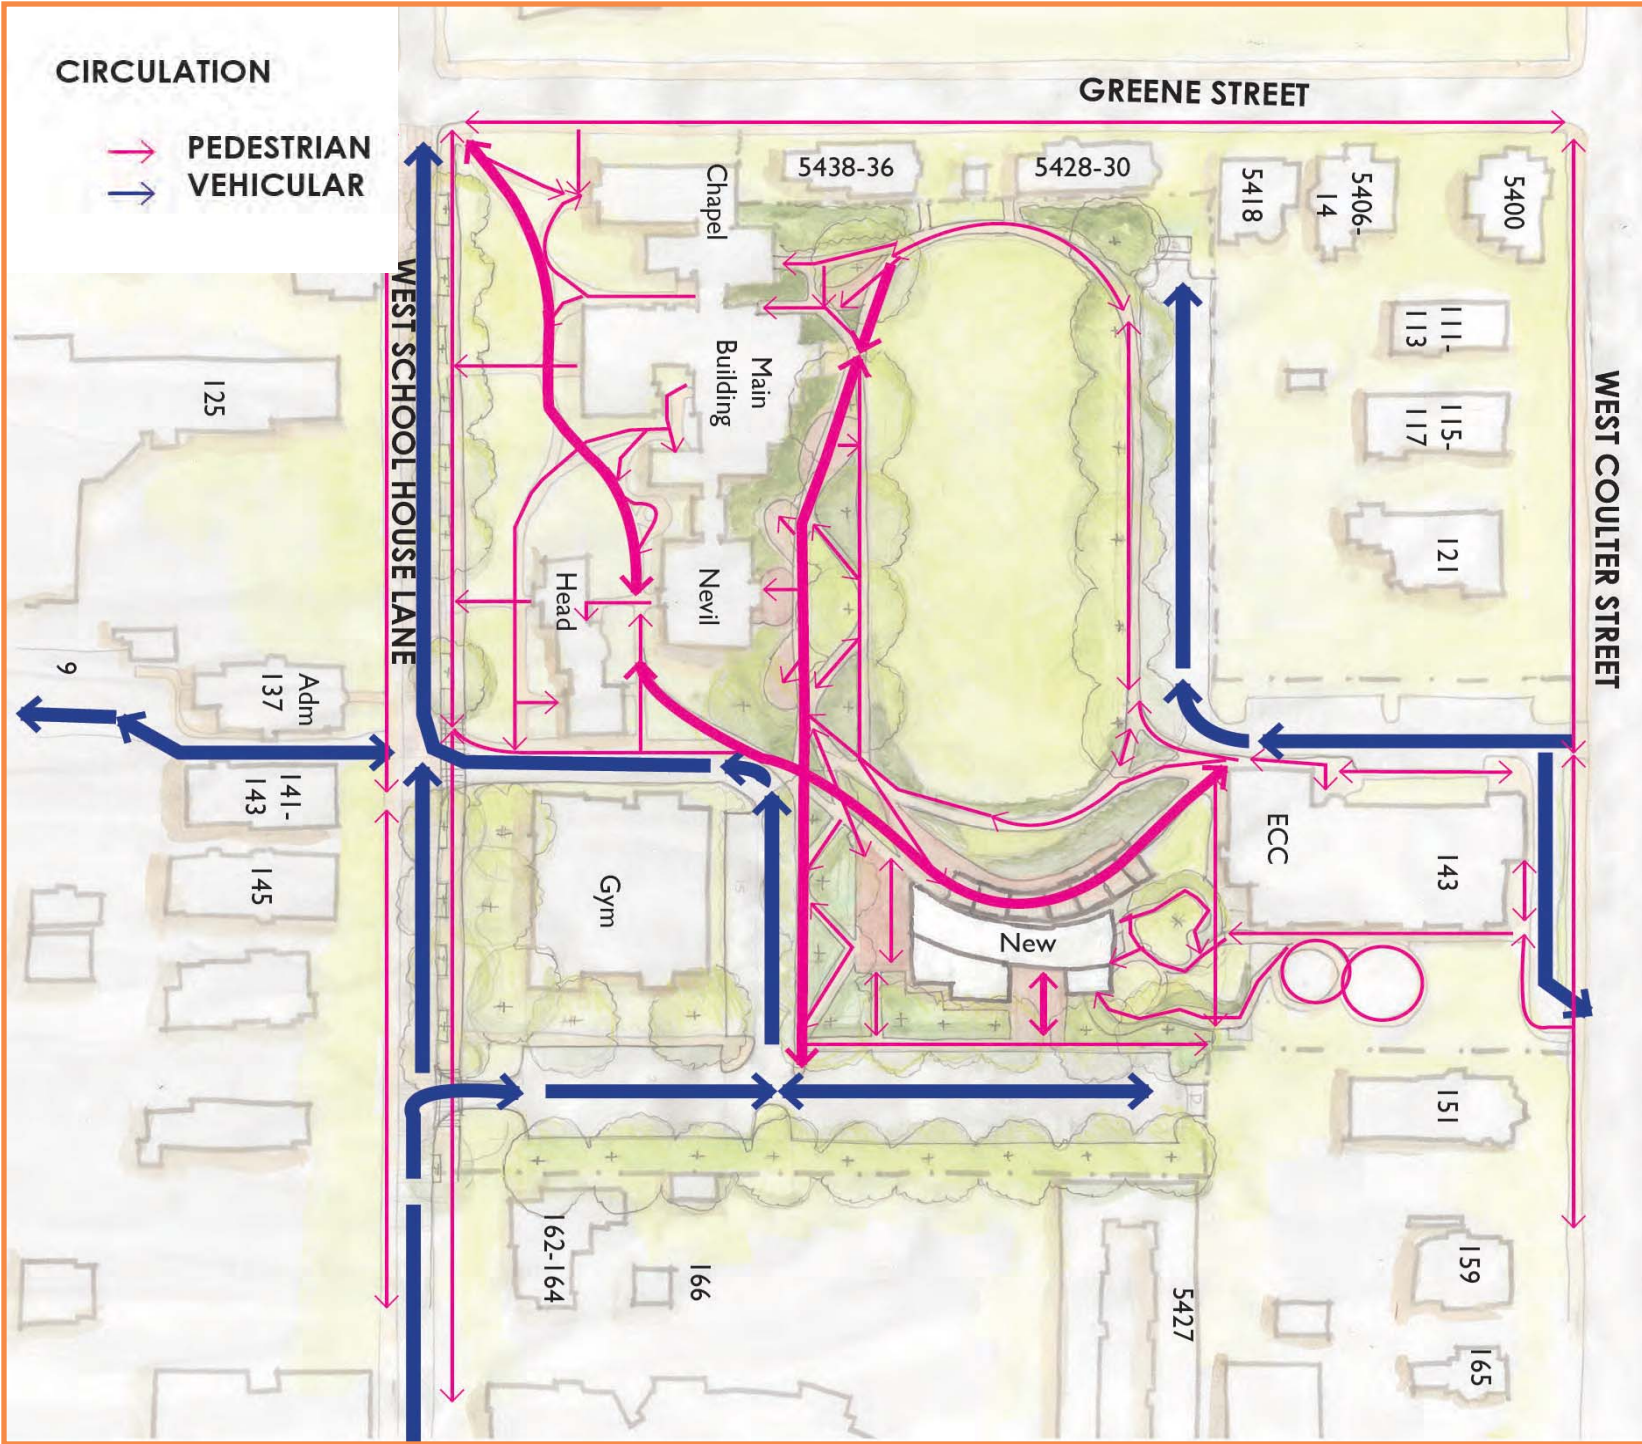 CIRCULATION
PEDESTRIAN
VEHICULAR
GREENE STREET
WEST SCHOOL HOUSE LANE
WEST COULTER STREET
Chapel
5438-36
5428-30
5418
5406-
14
5400
111-
113
115-
117
121
Main
Building
125
Nevil
Head
9
Adm
137
141-
143
145
Gym
New
ECC
143
151
162-164
166
5427
159
165